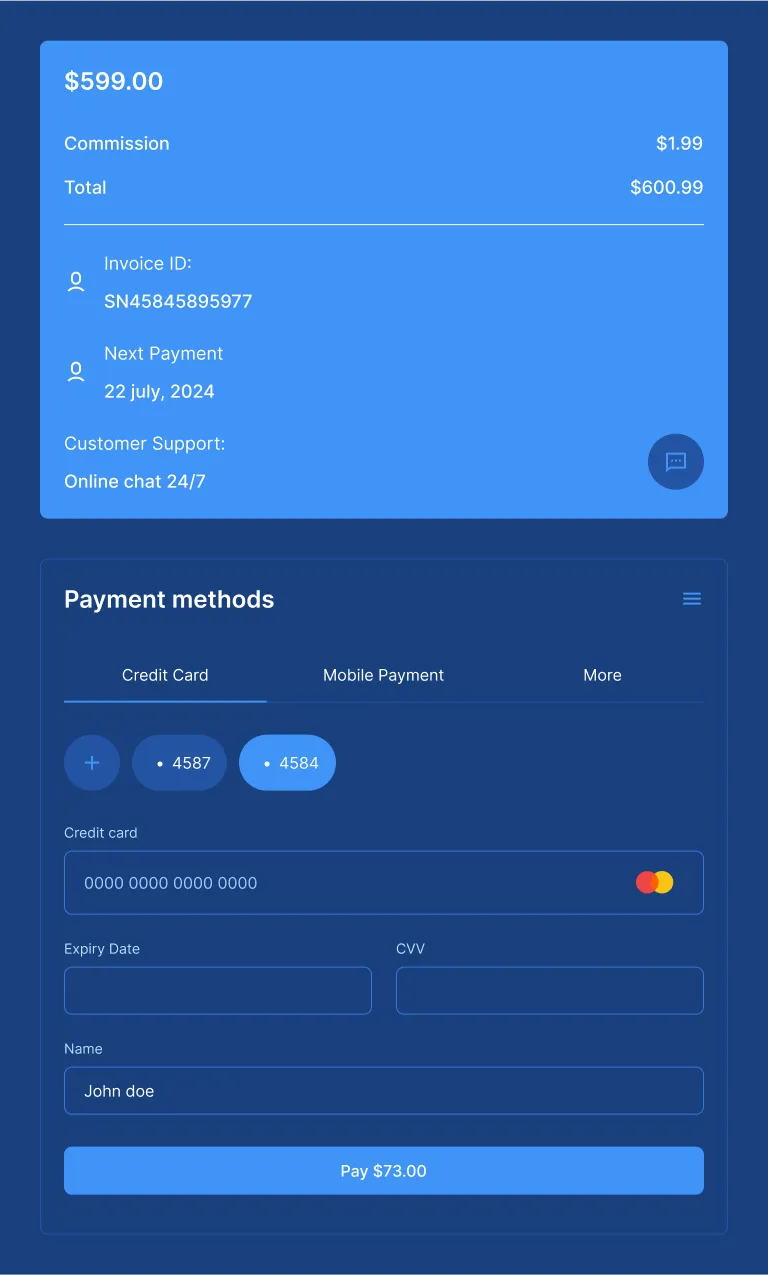 $599.00
Commission $1.99
Total $600.99
Invoice ID:
SN45845895977
Next Payment
22 july, 2024
Customer Support:
Online chat 24/7
Payment methods
Credit Card Mobile Payment More
+ • 4587 • 4584
Credit card
0000 0000 0000 0000
Expiry Date CVV
Name
John doe
Pay $73.00